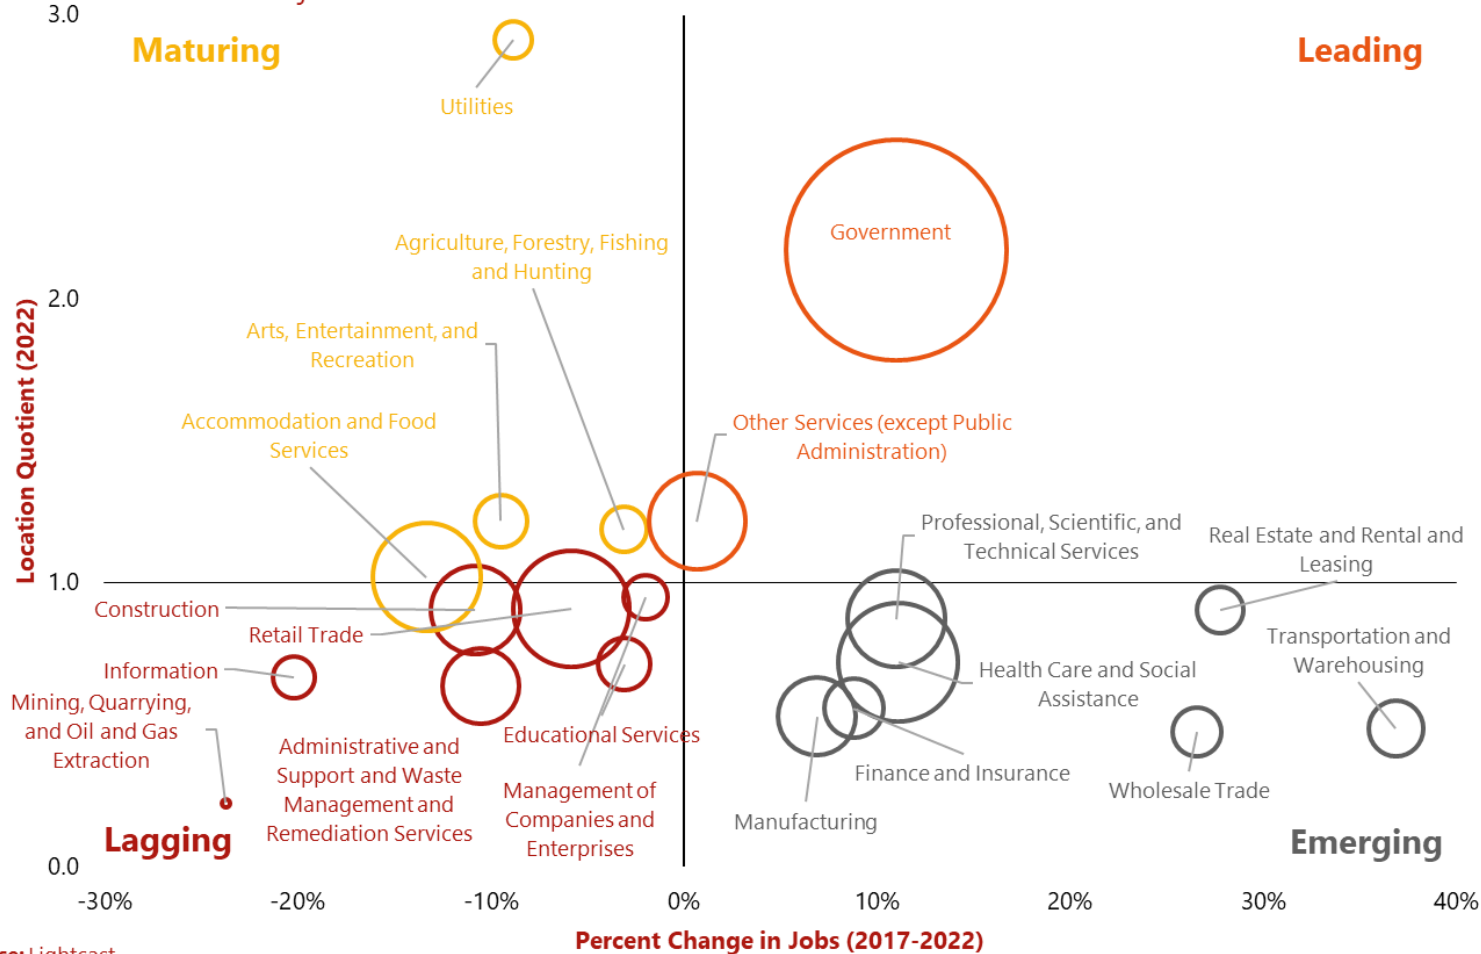 3.0
Maturing
Leading
Utilities
Government
Agriculture, Forestry, Fishing
and Hunting
2.0
Arts, Entertainment, and
Recreation
Accommodation and Food
Services
Other Services (except Public
Administration)
Location Quotient (2022)
Professional, Scientific, and
Technical Services
Real Estate and Rental and
Leasing
1.0
Construction
Retail Trade
Information
Transportation and
Warehousing
Health Care and Social
Assistance
Mining, Quarrying,
and Oil and Gas
Extraction
Administrative and
Support and Waste
Management and
Remediation Services
Educational Services
Management of
Companies and
Enterprises
Finance and Insurance
Wholesale Trade
Manufacturing
Lagging
Emerging
0.0
-30%
-20%
-10%
0%
10%
20%
30%
40%
Percent Change in Jobs (2017-2022)